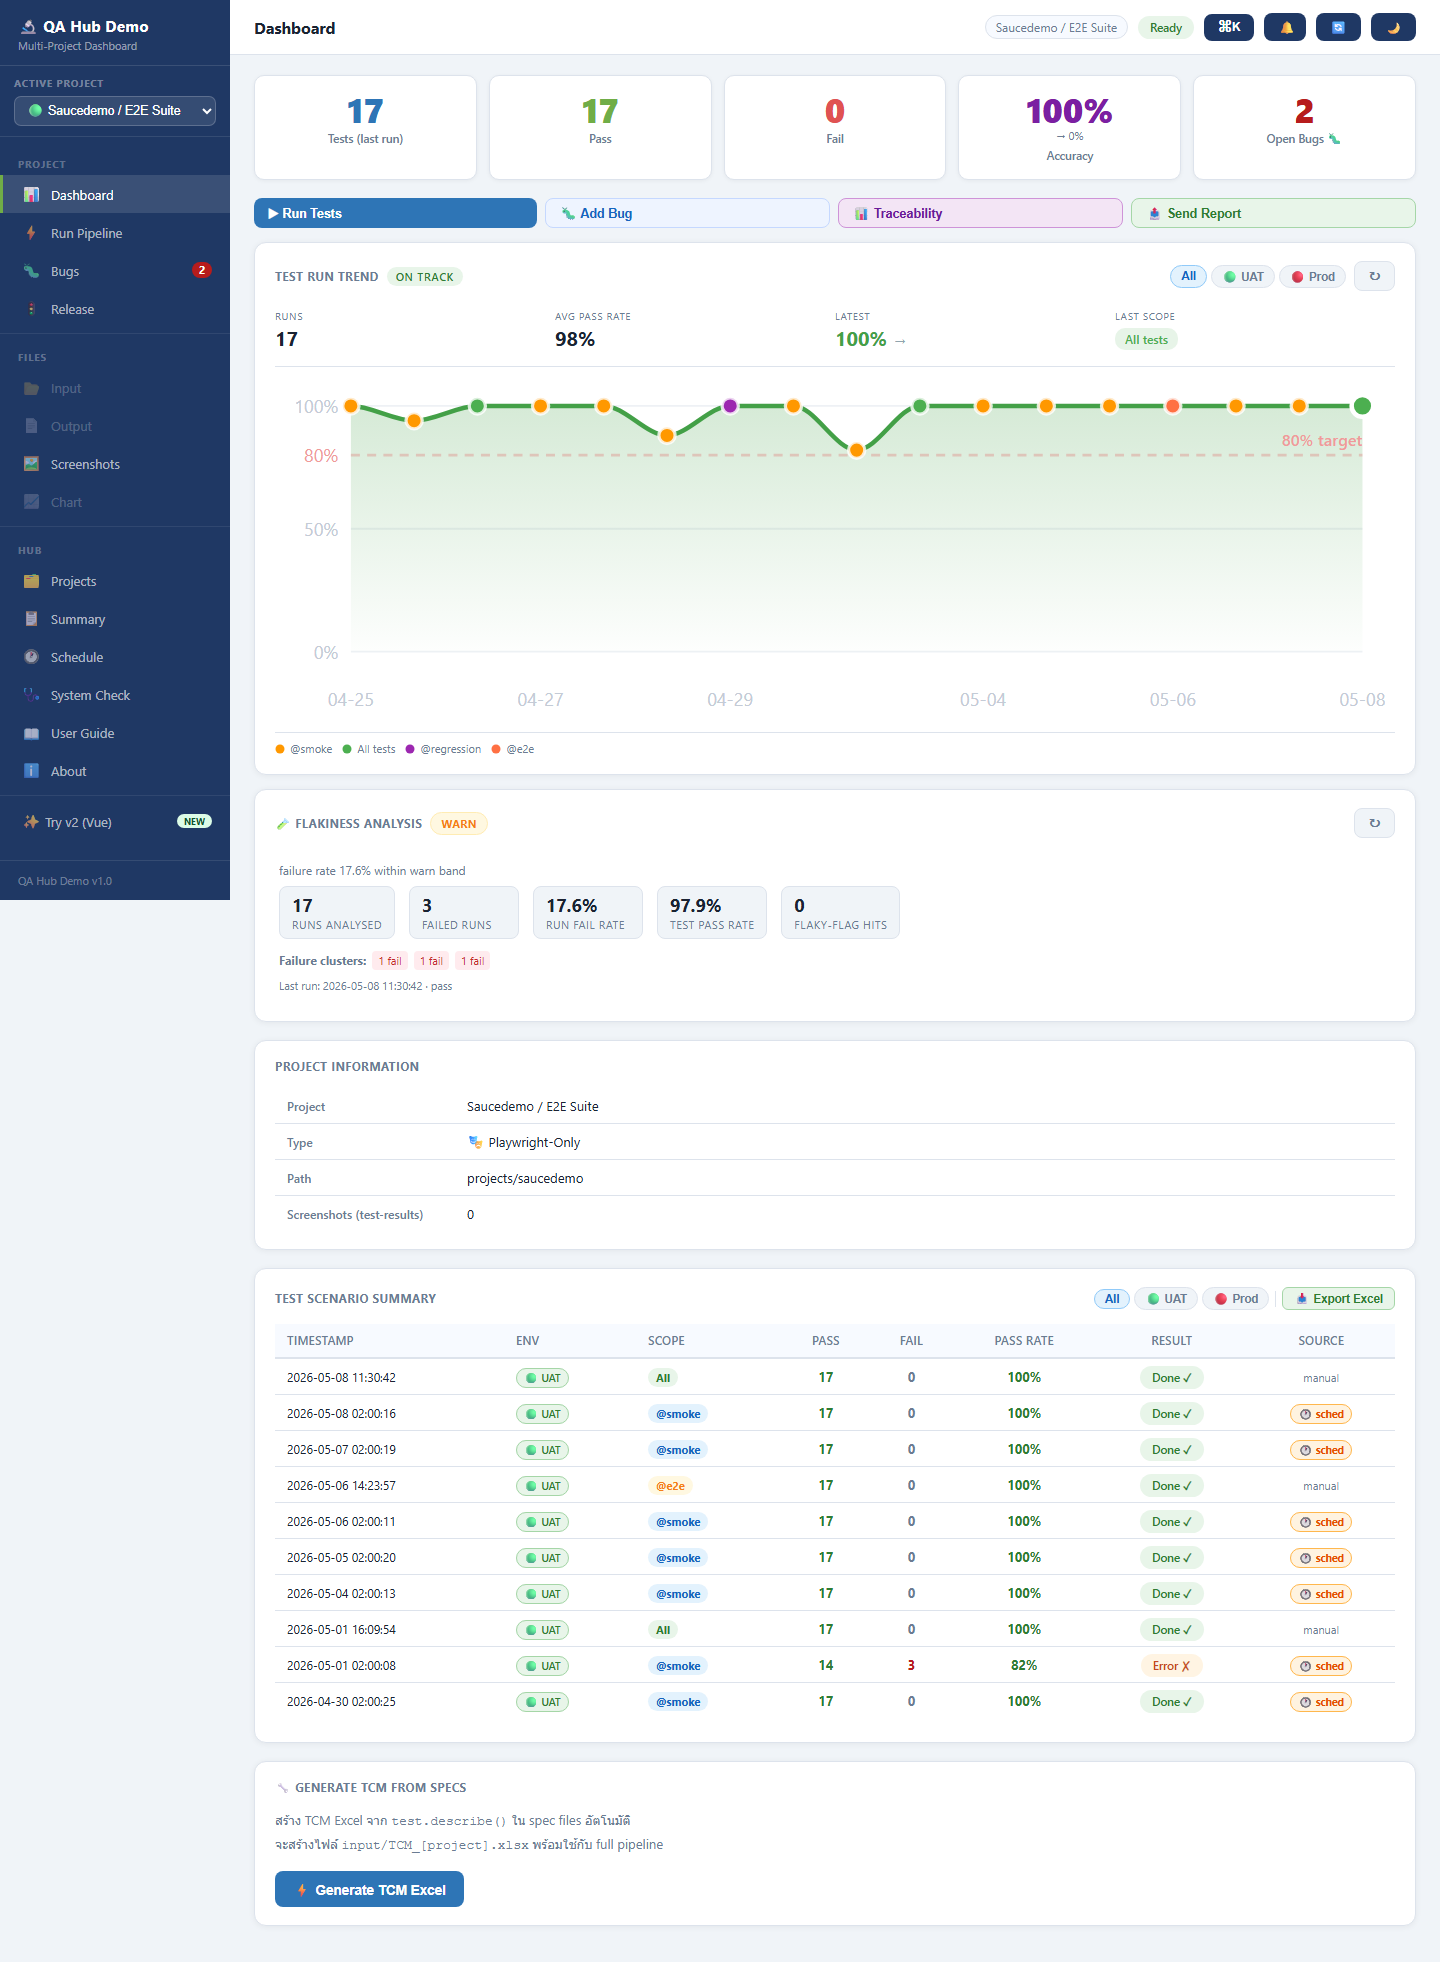 QA Hub Demo
Multi-Project Dashboard
ACTIVE PROJECT
Saucedemo / E2E Suite
PROJECT
Dashboard
Run Pipeline
Bugs 2
Release
FILES
Input
Output
Screenshots
Chart
HUB
Projects
Summary
Schedule
System Check
User Guide
About
Try v2 (Vue) NEW
QA Hub Demo v1.0
Dashboard
Saucedemo / E2E Suite Ready ⌘K
17
Tests (last run)
17
Pass
0
Fail
100%
→ 0%
Accuracy
2
Open Bugs
▶ Run Tests
Add Bug
Traceability
Send Report
TEST RUN TREND ON TRACK
All UAT Prod ↻
RUNS
17
AVG PASS RATE
98%
LATEST
100% →
LAST SCOPE
All tests
100%
80%
80% target
50%
0%
04-25 04-27 04-29 05-04 05-06 05-08
@smoke All tests @regression @e2e
FLAKINESS ANALYSIS WARN ↻
failure rate 17.6% within warn band
17
RUNS ANALYSED
3
FAILED RUNS
17.6%
RUN FAIL RATE
97.9%
TEST PASS RATE
0
FLAKY-FLAG HITS
Failure clusters: 1 fail 1 fail 1 fail
Last run: 2026-05-08 11:30:42 · pass
PROJECT INFORMATION
Project Saucedemo / E2E Suite
Type Playwright-Only
Path projects/saucedemo
Screenshots (test-results) 0
TEST SCENARIO SUMMARY
All UAT Prod Export Excel
TIMESTAMP ENV SCOPE PASS FAIL PASS RATE RESULT SOURCE
2026-05-08 11:30:42 UAT All 17 0 100% Done ✓ manual
2026-05-08 02:00:16 UAT @smoke 17 0 100% Done ✓ sched
2026-05-07 02:00:19 UAT @smoke 17 0 100% Done ✓ sched
2026-05-06 14:23:57 UAT @e2e 17 0 100% Done ✓ manual
2026-05-06 02:00:11 UAT @smoke 17 0 100% Done ✓ sched
2026-05-05 02:00:20 UAT @smoke 17 0 100% Done ✓ sched
2026-05-04 02:00:13 UAT @smoke 17 0 100% Done ✓ sched
2026-05-01 16:09:54 UAT All 17 0 100% Done ✓ manual
2026-05-01 02:00:08 UAT @smoke 14 3 82% Error ✗ sched
2026-04-30 02:00:25 UAT @smoke 17 0 100% Done ✓ sched
GENERATE TCM FROM SPECS
สร้าง TCM Excel จาก test.describe() ใน spec files อัตโนมัติ
จะสร้างไฟล์ input/TCM_[project].xlsx พร้อมใช้กับ full pipeline
Generate TCM Excel